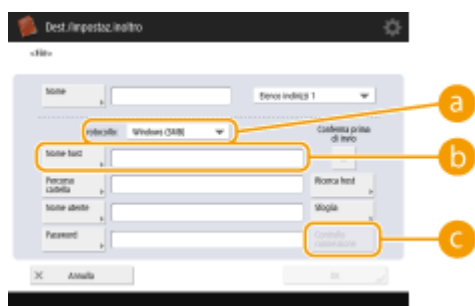 Dest./Impostaz.inoltro
<File>
Nome
Elenco indirizzi 1
Protocollo:
Windows (SMB)
Conferma prima
di invio
Nome host
Percorso
cartella
Ricerca host
Nome utente
Sfoglia
Password
Controllo
connessione
Annulla
OK
a
b
c